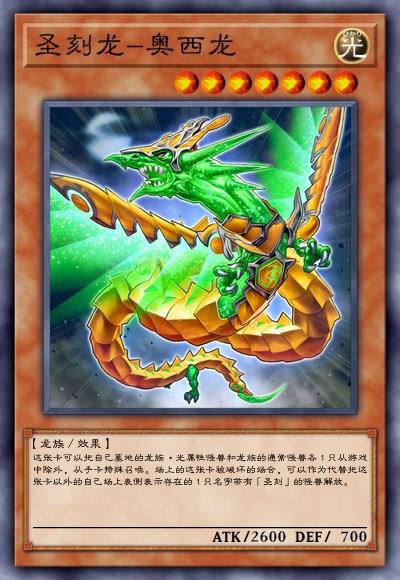 圣刻龙-奥西龙
ひかり
光
【龙族／效果】
这张卡可以把自己墓地的龙族·光属性怪兽和龙族的通常怪兽各1只从游戏
中除外，从手卡特殊召唤。场上的这张卡被破坏的场合，可以作为代替把这
张卡以外的自己场上表侧表示存在的1只名字带有「圣刻」的怪兽解放。
ATK/2600 DEF/ 700